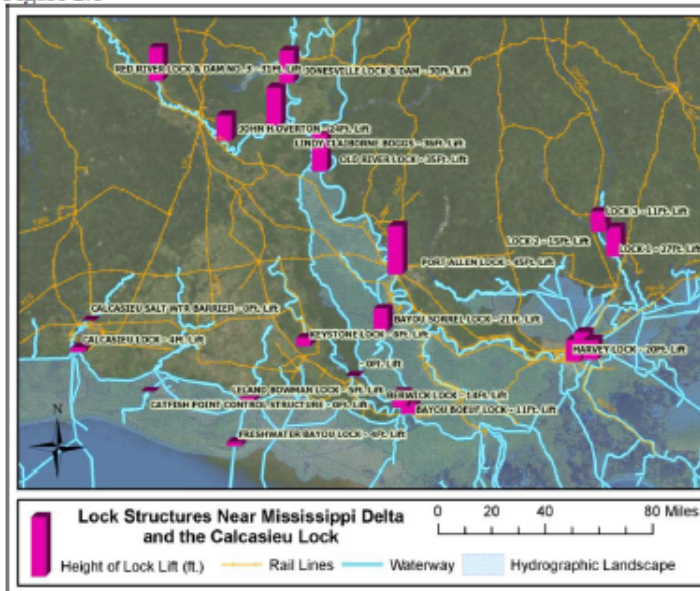 RED RIVER LOCK & DAM NO. 3 - 31Ft. Lift
JONESVILLE LOCK & DAM - 30Ft. Lift
JOHN H.OVERTON - 24Ft. Lift
LINDY CLAIBORNE BOGGS - 36Ft. Lift
OLD RIVER LOCK - 35Ft. Lift
LOCK 3 - 11Ft. Lift
LOCK 2 - 15Ft. Lift
LOCK 1 - 27Ft. Lift
PORT ALLEN LOCK - 45Ft. Lift
CALCASIEU SALT WTR BARRIER - 0Ft. Lift
BAYOU SORREL LOCK - 21Ft. Lift
CALCASIEU LOCK - 4Ft. Lift
KEYSTONE LOCK - 8Ft. Lift
HARVEY LOCK - 20Ft. Lift
- 0Ft. Lift
LELAND BOWMAN LOCK - 5Ft. Lift
BERWICK LOCK - 14Ft. Lift
CATFISH POINT CONTROL STRUCTURE - 0Ft. Lift
BAYOU BOEUF LOCK - 11Ft. Lift
FRESHWATER BAYOU LOCK - 4Ft. Lift
N
Lock Structures Near Mississippi Delta
and the Calcasieu Lock
0 20 40 80 Miles
Height of Lock Lift (ft.) Rail Lines Waterway Hydrographic Landscape